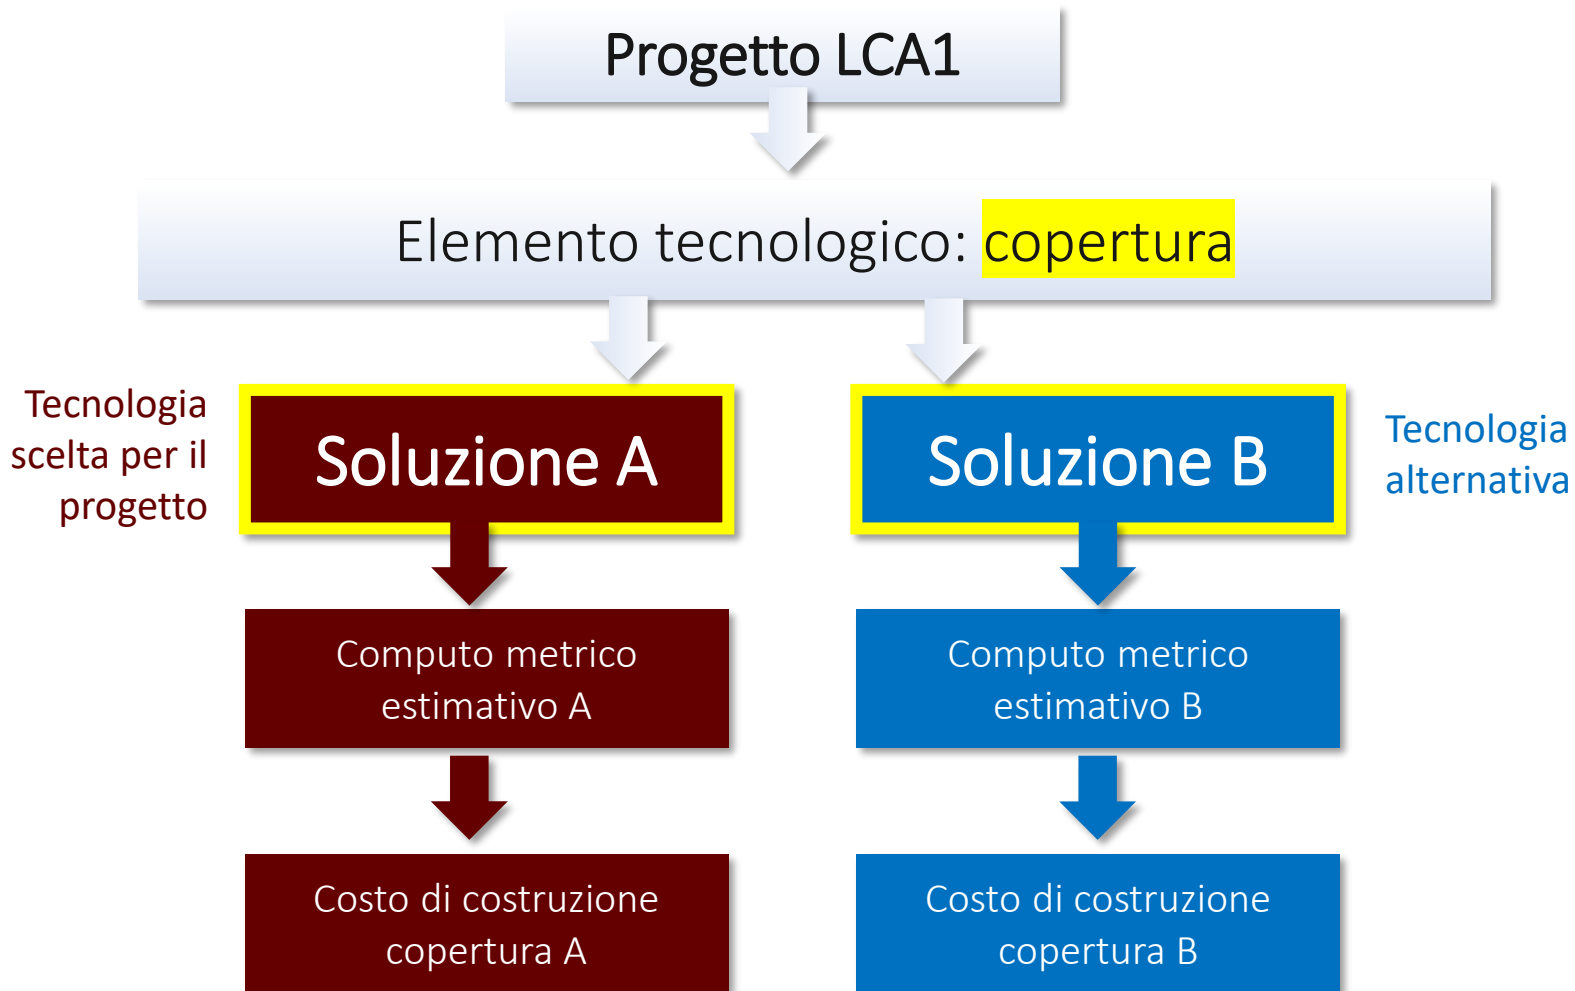 Progetto LCA1
Elemento tecnologico: copertura
Tecnologia
scelta per il
progetto
Soluzione A
Soluzione B
Tecnologia
alternativa
Computo metrico
estimativo A
Computo metrico
estimativo B
Costo di costruzione
copertura A
Costo di costruzione
copertura B